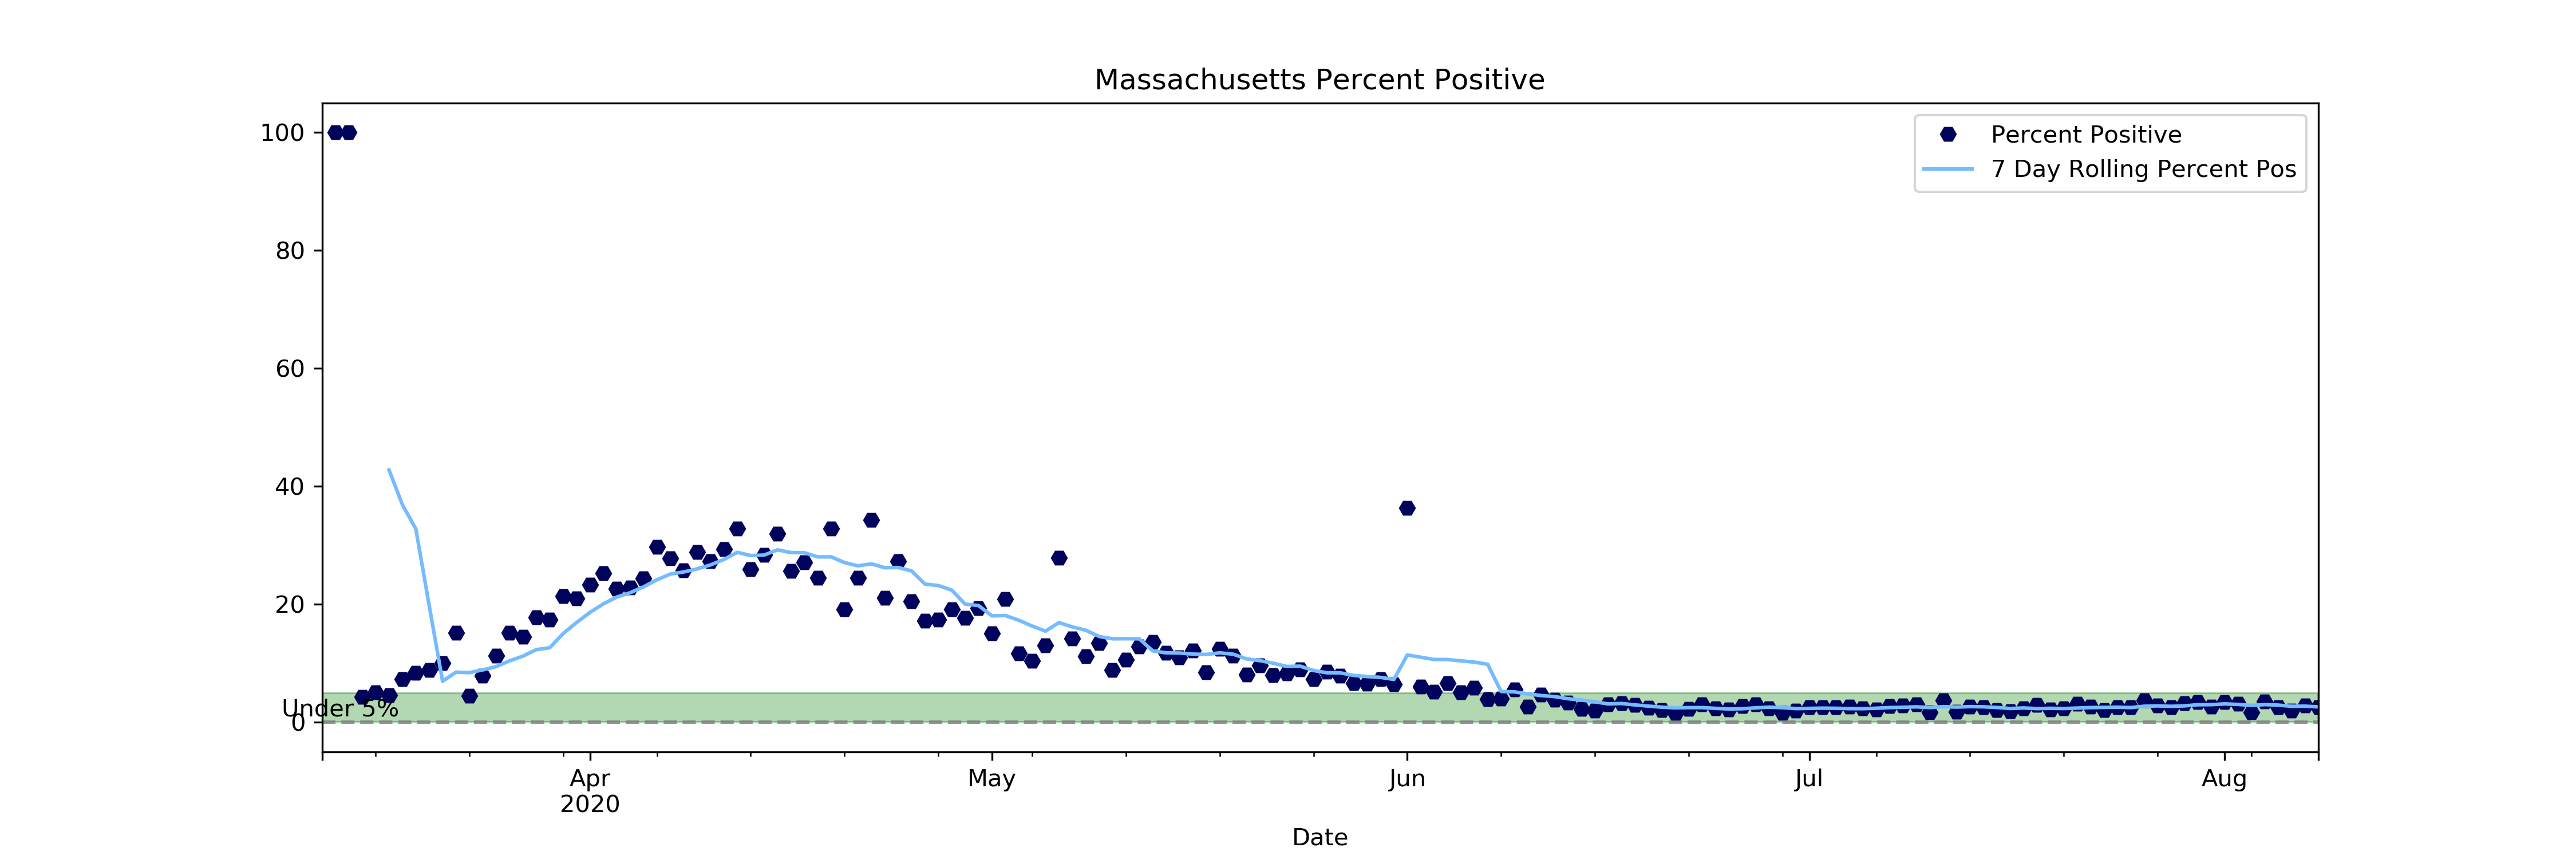 Massachusetts Percent Positive
100
80
60
40
20
0
Under 5%
Percent Positive
7 Day Rolling Percent Pos
Apr
2020
May
Jun
Jul
Aug
Date